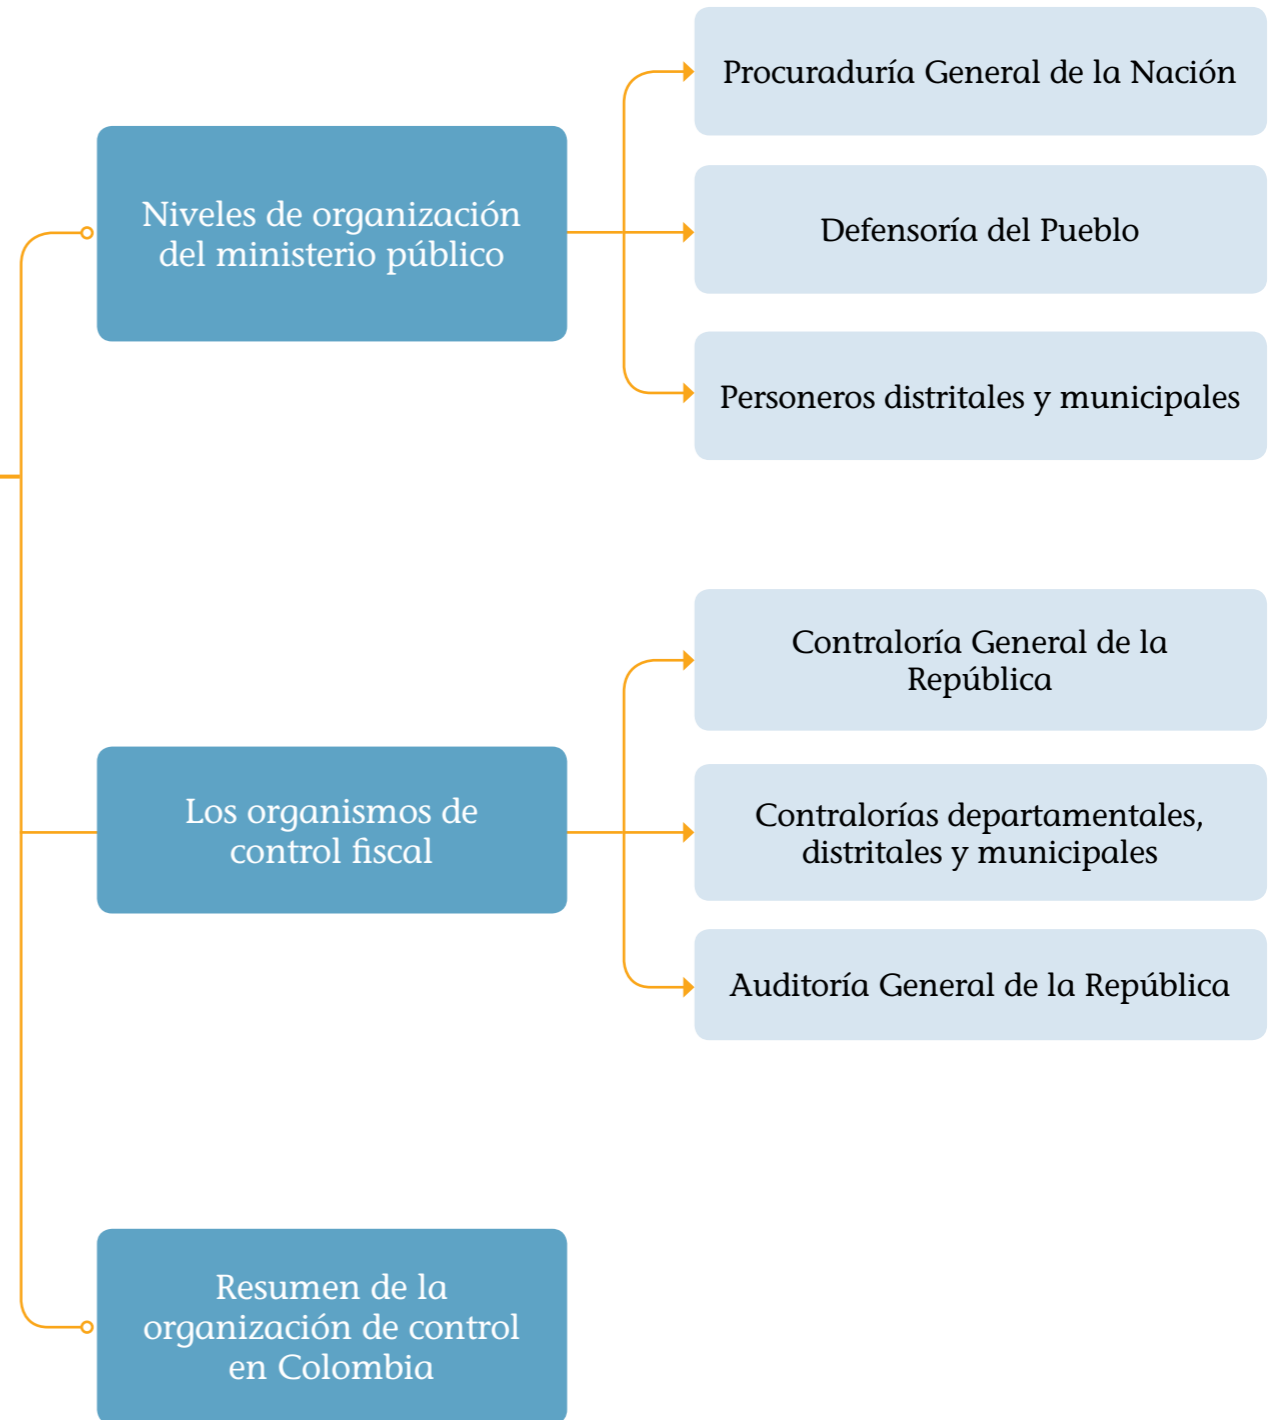 Procuraduría General de la Nación
Niveles de organización
del ministerio público
Defensoría del Pueblo
Personeros distritales y municipales
Contraloría General de la
República
Los organismos de
control fiscal
Contralorías departamentales,
distritales y municipales
Auditoría General de la República
Resumen de la
organización de control
en Colombia